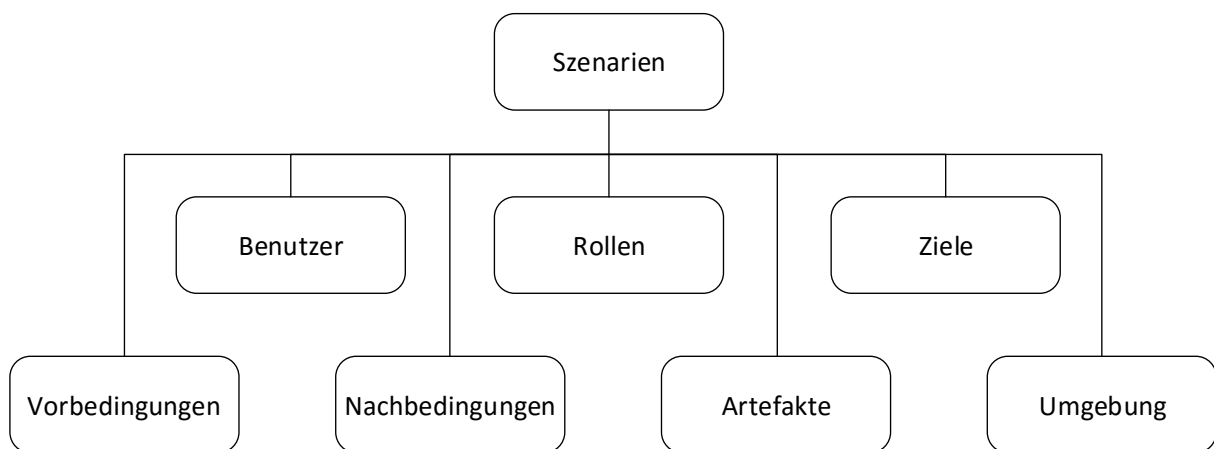 Szenarien
Benutzer
Rollen
Ziele
Vorbedingungen
Nachbedingungen
Artefakte
Umgebung